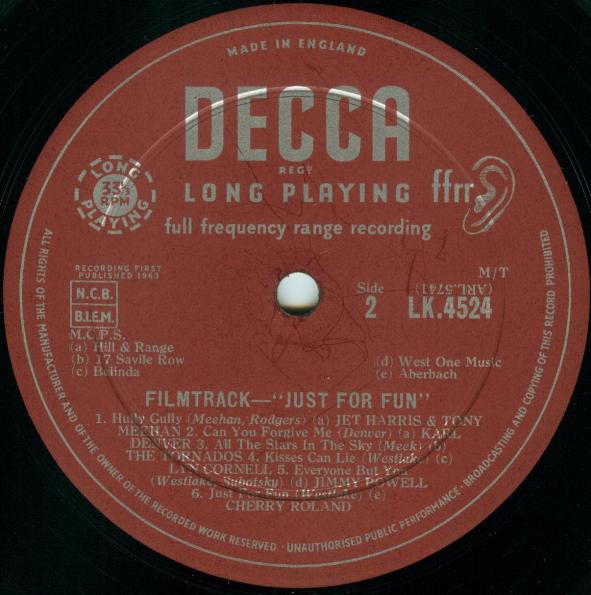 MADE IN ENGLAND
DECCA
REGD
LONG PLAYING
ffrr
LONG
33⅓
RPM
PLAYING
full frequency range recording
RECORDING FIRST
PUBLISHED 1963
N.C.B.
B.I.E.M.
M/T
(ARL.5741)
Side
2
LK.4524
M.C.P.S.
(a) Hill & Range
(b) 17 Savile Row
(c) Belinda
(d) West One Music
(e) Aberbach
FILMTRACK—"JUST FOR FUN"
1. Hully Gully (Meehan, Rodgers) (a) JET HARRIS & TONY
MEEHAN 2. Can You Forgive Me (Denver) (a) KARL
DENVER 3. All The Stars In The Sky (Meek) (b)
THE TORNADOS 4. Kisses Can Lie (Westlake) (c)
LYN CORNELL 5. Everyone But You
(Westlake, Subotsky) (d) JIMMY POWELL
6. Just For Fun (Westlake) (e)
CHERRY ROLAND
ALL RIGHTS OF THE MANUFACTURER AND OF THE OWNER OF THE RECORDED WORK RESERVED · UNAUTHORISED PUBLIC PERFORMANCE · BROADCASTING AND COPYING OF THIS RECORD PROHIBITED